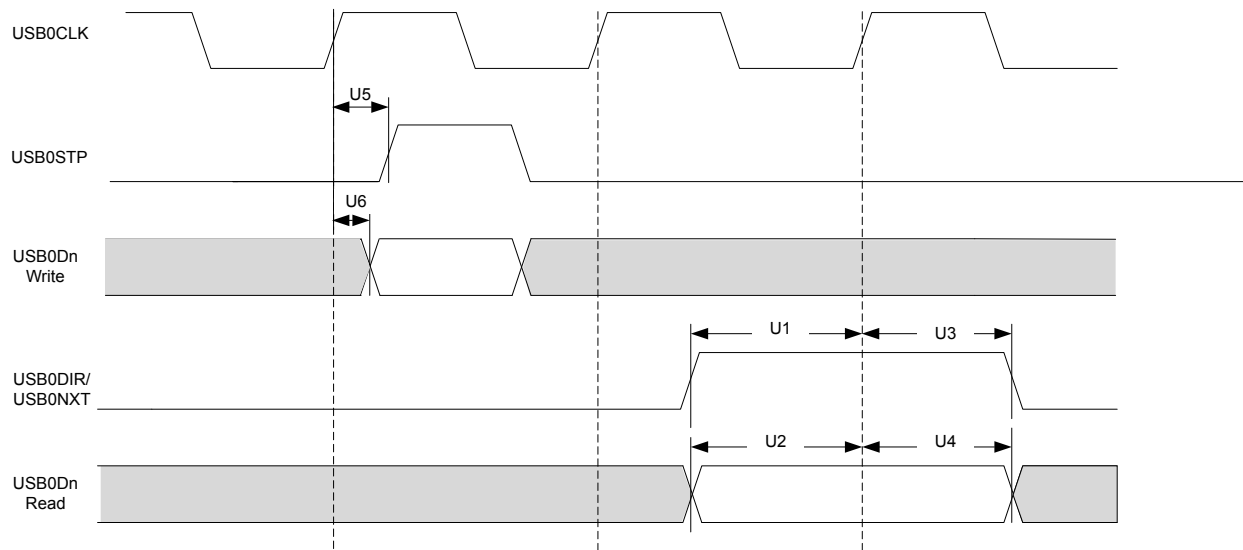 USB0CLK
U5
USB0STP
U6
USB0Dn
Write
U1
U3
USB0DIR/
USB0NXT
U2
U4
USB0Dn
Read